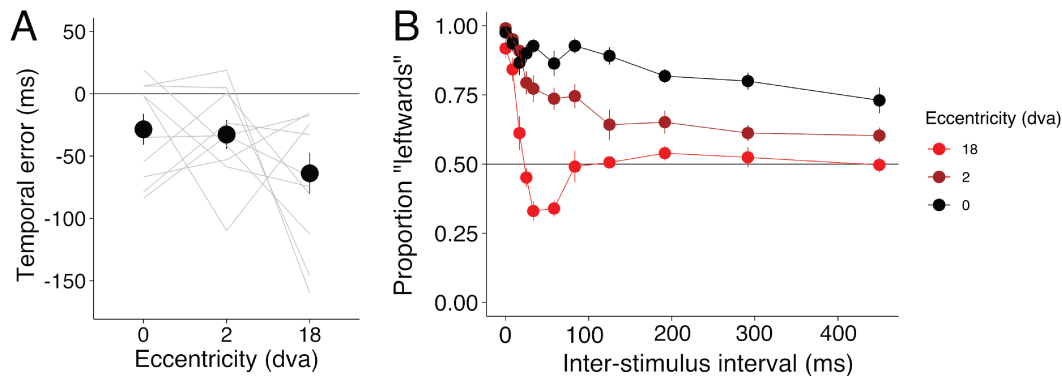 A
Temporal error (ms)
50
0
-50
-100
-150
0 2 18
Eccentricity (dva)
B
Proportion "leftwards"
1.00
0.75
0.50
0.25
0.00
0 100 200 300 400
Inter-stimulus interval (ms)
Eccentricity (dva)
18
2
0